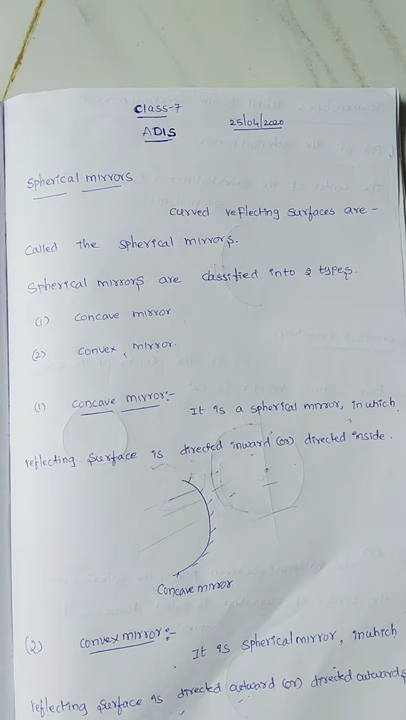 Class-7
ADIS
25/04/2020
Spherical mirrors
curved reflecting surfaces are -
called the spherical mirrors.
Spherical mirrors are classified into 2 types.
(1) concave mirror
(2) convex mirror.
(1) concave mirror:-
It is a spherical mirror, in which
reflecting surface is directed inward (or) directed inside.
Concave mirror
(2) convex mirror:-
It is spherical mirror, in which
reflecting surface is directed outward (or) directed outwards